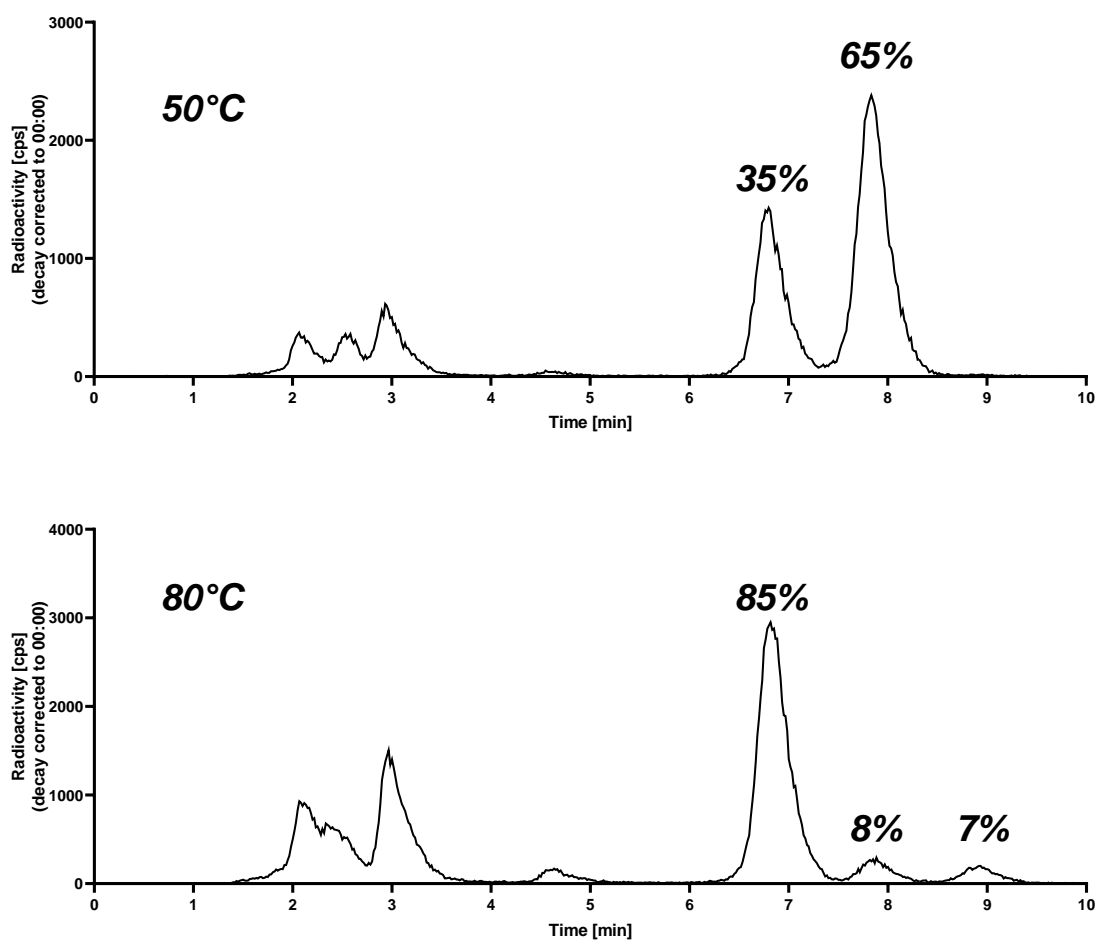 3000
65%
50°C
2000
35%
Radioactivity [cps]
(decay corrected to 00:00)
1000
0
0 1 2 3 4 5 6 7 8 9 10
Time [min]
4000
80°C
85%
3000
2000
Radioactivity [cps]
(decay corrected to 00:00)
1000
8% 7%
0
0 1 2 3 4 5 6 7 8 9 10
Time [min]